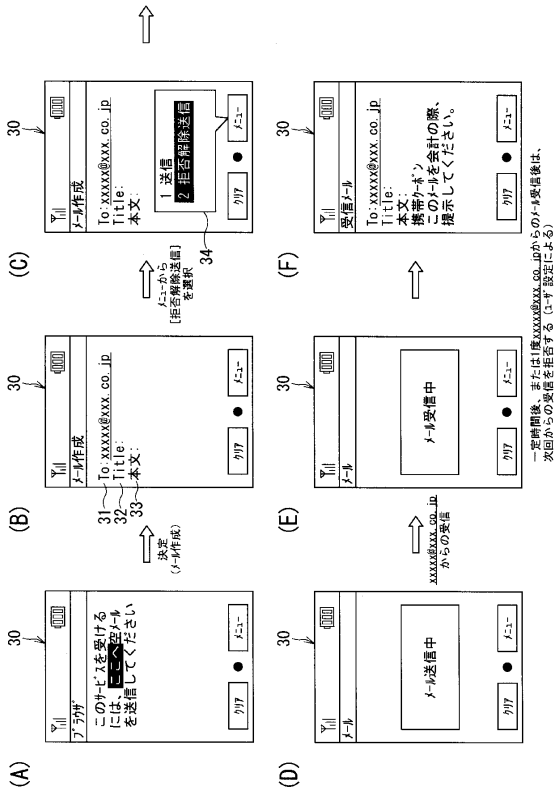 (A)
30
ブラウザ
このサービスを受ける
には、ここへ空メール
を送信してください
クリア
メニュー
決定
(メール作成)
(B)
30
メール作成
31
To:xxxxx@xxx.co.jp
32
Title:
33
本文:
クリア
メニュー
メニューから
[拒否解除送信]
を選択
(C)
30
メール作成
To:xxxxx@xxx.co.jp
Title:
本文:
1 送信
2 拒否解除送信
34
クリア
メニュー
(D)
30
メール
メール送信中
クリア
メニュー
xxxxx@xxx.co.jp
からの受信
(E)
30
メール
メール受信中
クリア
メニュー
(F)
30
受信メール
To:xxxxx@xxx.co.jp
Title:
本文:
携帯クーポン
このメールを会計の際、
提示してください。
クリア
メニュー
一定時間後、または1度xxxxx@xxx.co.jpからのメール受信後は、
次回からの受信を拒否する (ユーザ設定による)